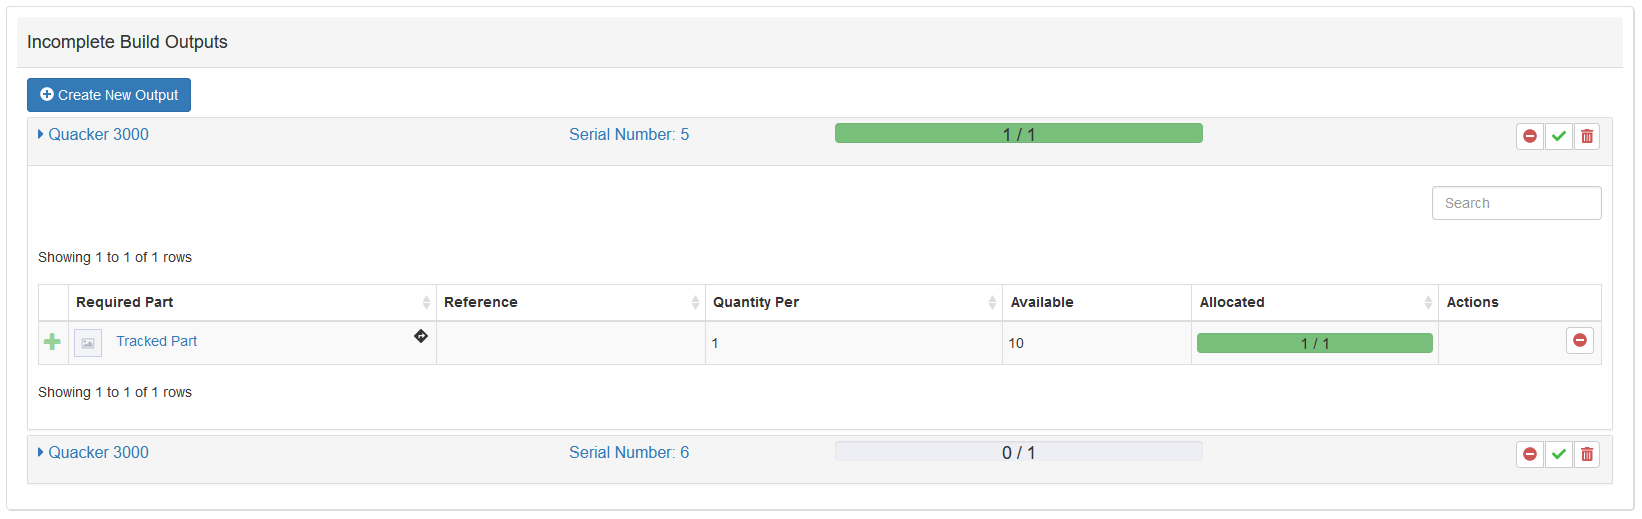 Incomplete Build Outputs
Create New Output
Quacker 3000 Serial Number: 5 1 / 1
Search
Showing 1 to 1 of 1 rows
Required Part Reference Quantity Per Available Allocated Actions
Tracked Part 1 10 1 / 1
Showing 1 to 1 of 1 rows
Quacker 3000 Serial Number: 6 0 / 1